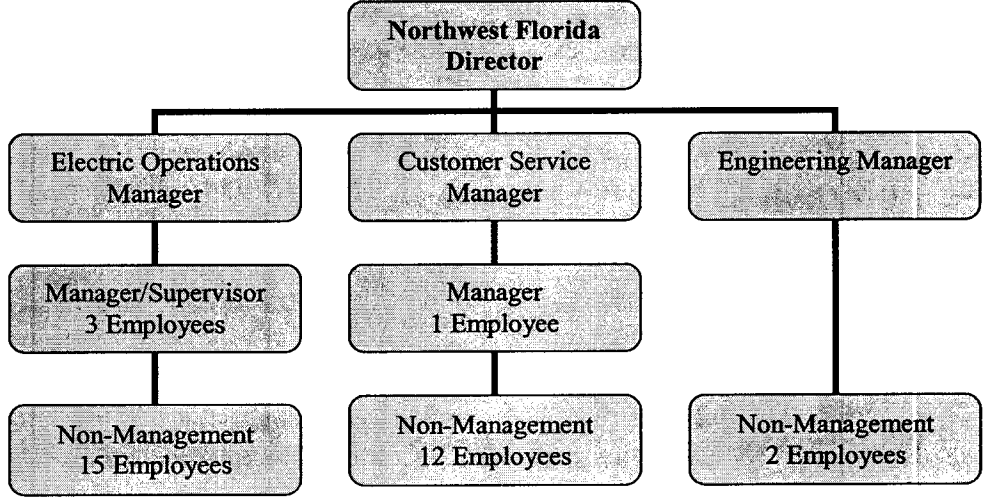 Northwest Florida
Director
Electric Operations
Manager
Customer Service
Manager
Engineering Manager
Manager/Supervisor
3 Employees
Manager
1 Employee
Non-Management
15 Employees
Non-Management
12 Employees
Non-Management
2 Employees